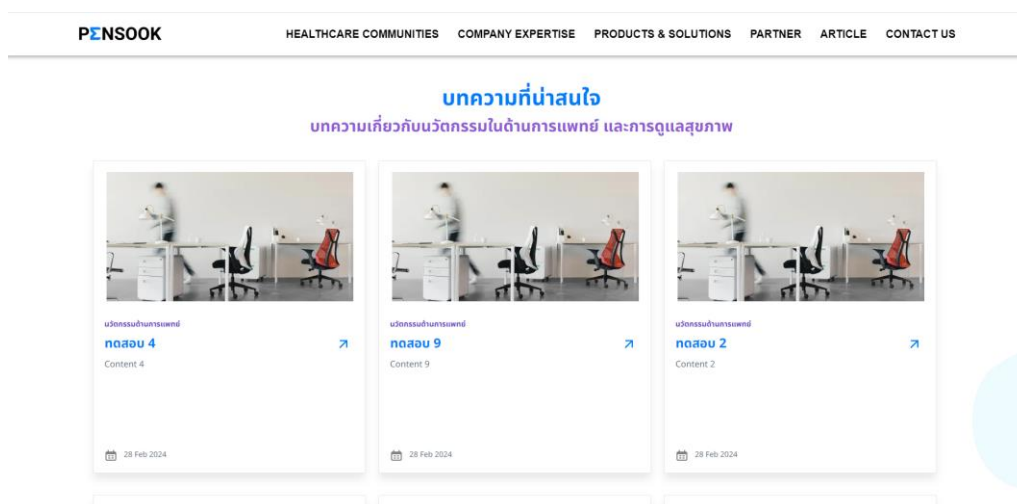 PΣNSOOK
HEALTHCARE COMMUNITIES COMPANY EXPERTISE PRODUCTS & SOLUTIONS PARTNER ARTICLE CONTACT US
บทความที่น่าสนใจ
บทความเกี่ยวกับนวัตกรรมในด้านการแพทย์ และการดูแลสุขภาพ
นวัตกรรมด้านการแพทย์
ทดสอบ 4
Content 4
28 Feb 2024
นวัตกรรมด้านการแพทย์
ทดสอบ 9
Content 9
28 Feb 2024
นวัตกรรมด้านการแพทย์
ทดสอบ 2
Content 2
28 Feb 2024